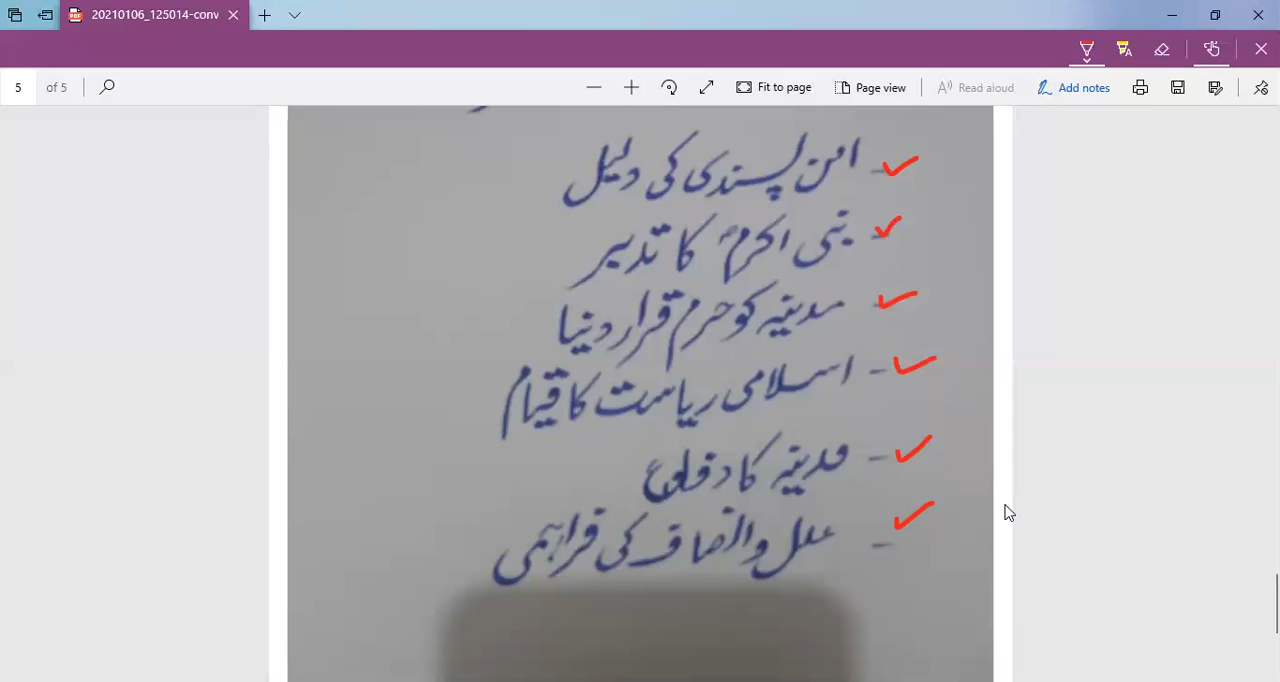 20210106_125014-conv
5 of 5
Fit to page
Page view
Read aloud
Add notes
- امن پسندی کی دلیل
- نبی اکرمؐ کا تدبر
- مدینہ کو حرم قرار دینا
- اسلامی ریاست کا قیام
- مدینہ کا دفاع
- عدل و انصاف کی فراہمی